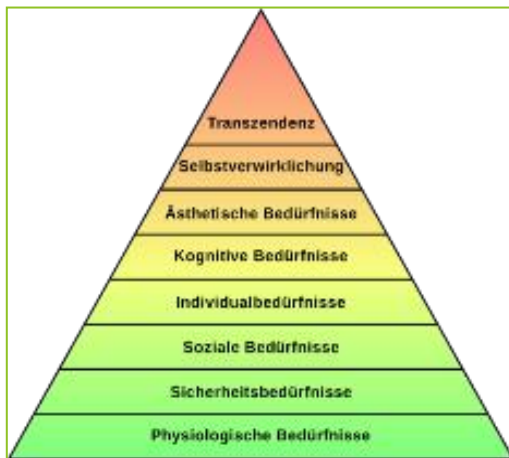 Transzendenz
Selbstverwirklichung
Ästhetische Bedürfnisse
Kognitive Bedürfnisse
Individualbedürfnisse
Soziale Bedürfnisse
Sicherheitsbedürfnisse
Physiologische Bedürfnisse